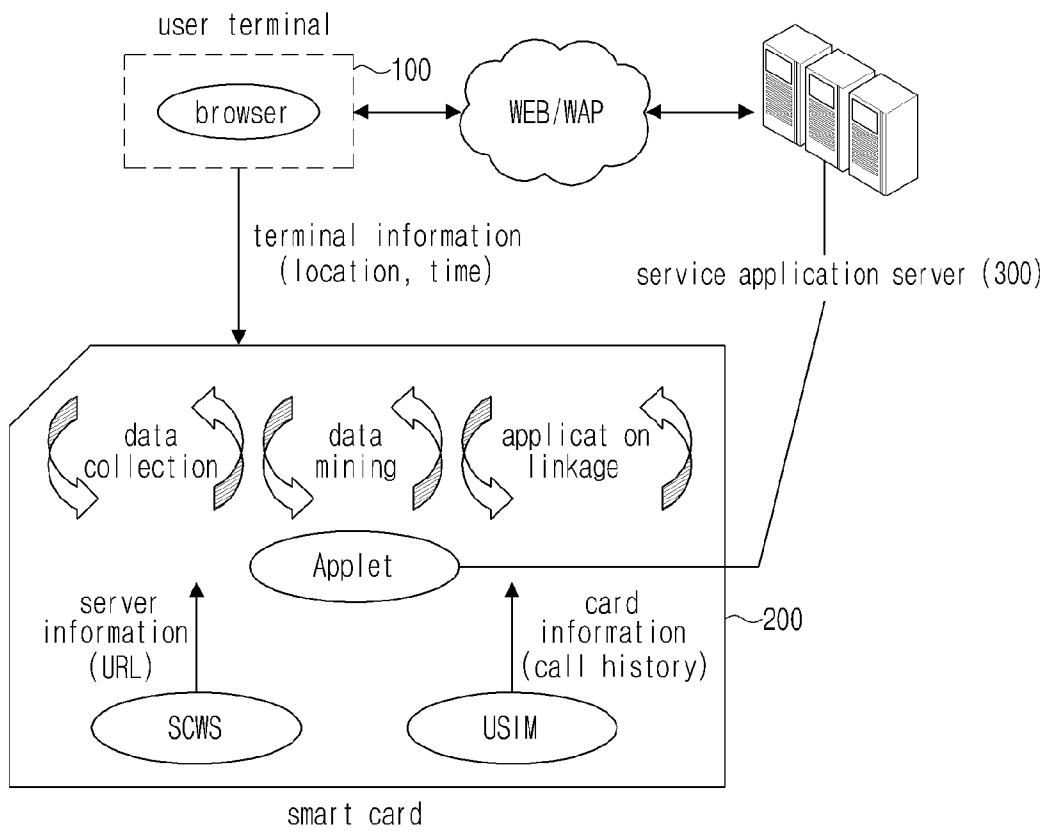 user terminal
100
browser
WEB/WAP
terminal information
(location, time)
service application server (300)
data
collection
data
mining
applicat on
linkage
Applet
server
information
(URL)
card
information
(call history)
200
SCWS
USIM
smart card